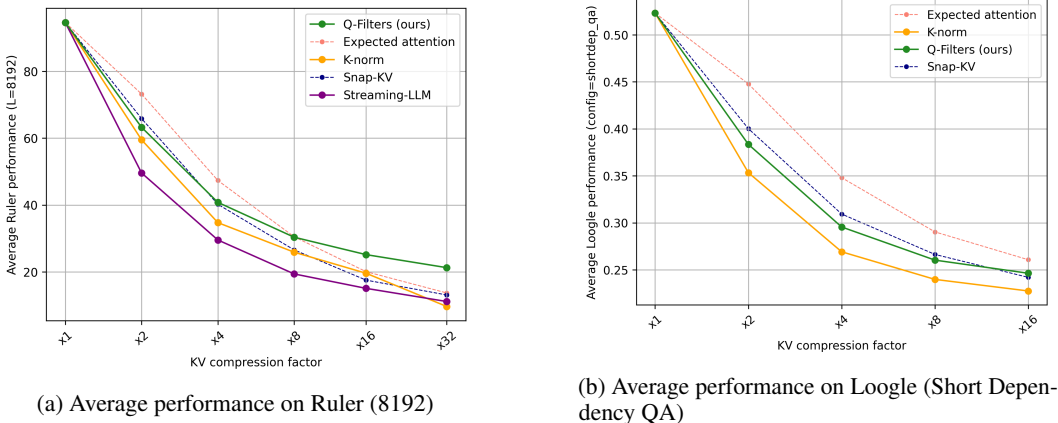 Average Ruler performance (L=8192)
80
60
40
20
Q-Filters (ours)
Expected attention
K-norm
Snap-KV
Streaming-LLM
x1
x2
x4
x8
x16
x32
KV compression factor
(a) Average performance on Ruler (8192)
Average Loogle performance (config=shortdep_qa)
0.50
0.45
0.40
0.35
0.30
0.25
Expected attention
K-norm
Q-Filters (ours)
Snap-KV
x1
x2
x4
x8
x16
KV compression factor
(b) Average performance on Loogle (Short Depen-
dency QA)